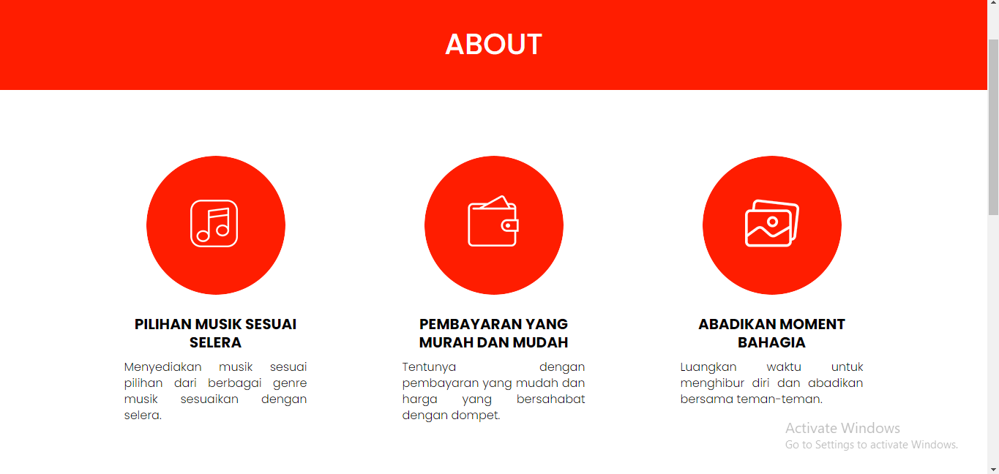 ABOUT
PILIHAN MUSIK SESUAI
SELERA
Menyediakan musik sesuai
pilihan dari berbagai genre
musik sesuaikan dengan
selera.
PEMBAYARAN YANG
MURAH DAN MUDAH
Tentunya dengan
pembayaran yang mudah dan
harga yang bersahabat
dengan dompet.
ABADIKAN MOMENT
BAHAGIA
Luangkan waktu untuk
menghibur diri dan abadikan
bersama teman-teman.
Activate Windows
Go to Settings to activate Windows.